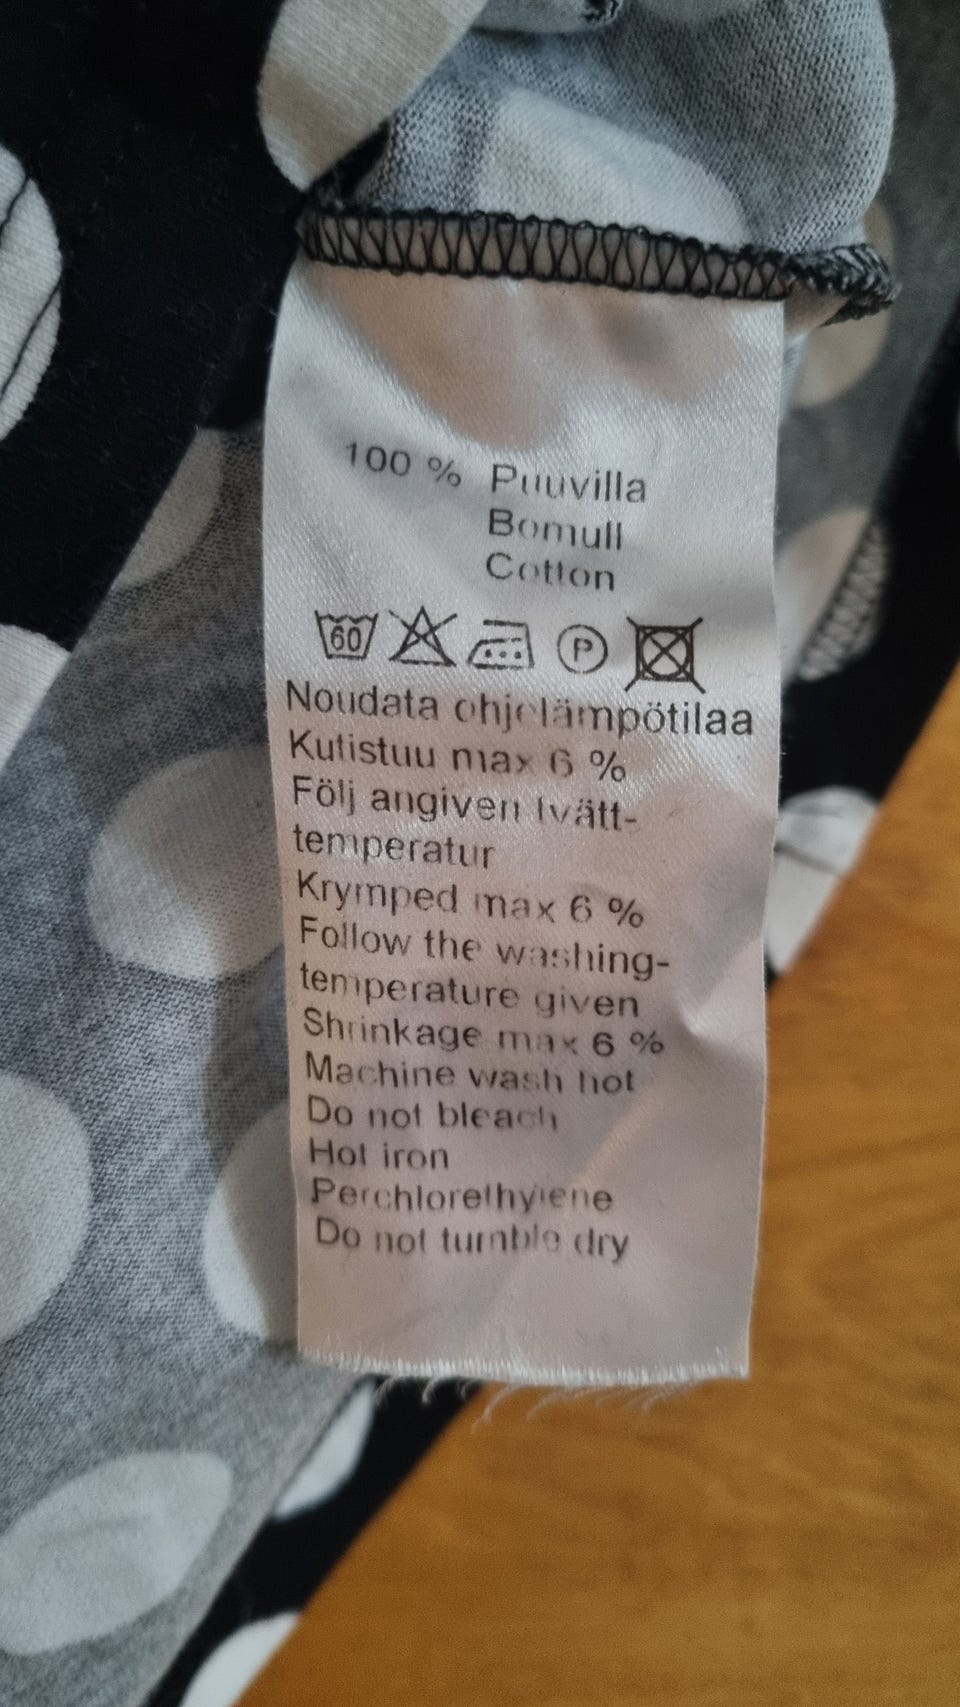 100 % Puuvilla
Bomull
Cotton
60 P
Noudata ohjelämpötilaa
Kutistuu max 6 %
Följ angiven tvätt-
temperatur
Krymped max 6 %
Follow the washing-
temperature given
Shrinkage max 6 %
Machine wash hot
Do not bleach
Hot iron
Perchlorethylene
Do not tumble dry